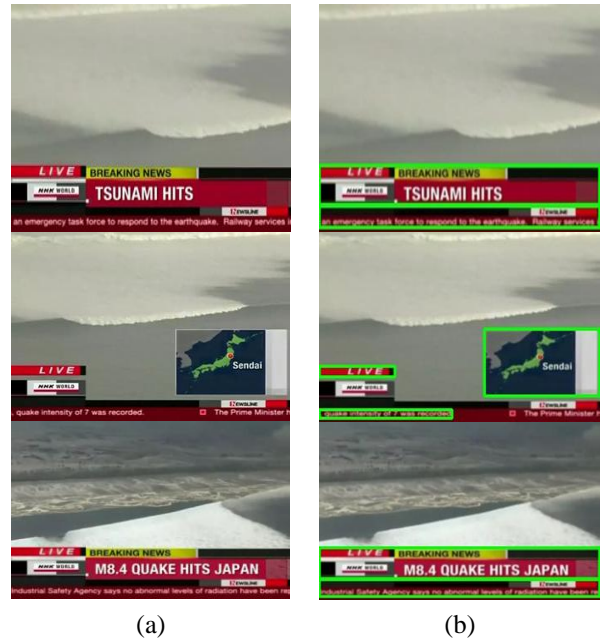 LIVE BREAKING NEWS
NHK WORLD TSUNAMI HITS
NEWSLINE
an emergency task force to respond to the earthquake. Railway services i
LIVE BREAKING NEWS
NHK WORLD TSUNAMI HITS
NEWSLINE
an emergency task force to respond to the earthquake. Railway services
Sendai
LIVE
NHK WORLD
NEWSLINE
, quake intensity of 7 was recorded. The Prime Minister h
Sendai
LIVE
NHK WORLD
NEWSLINE
quake intensity of 7 was recorded. The Prime Minister h
LIVE BREAKING NEWS
NHK WORLD M8.4 QUAKE HITS JAPAN
NEWSLINE
Industrial Safety Agency says no abnormal levels of radiation have been rep
LIVE BREAKING NEWS
NHK WORLD M8.4 QUAKE HITS JAPAN
NEWSLINE
Industrial Safety Agency says no abnormal levels of radiation have been re
(a) (b)